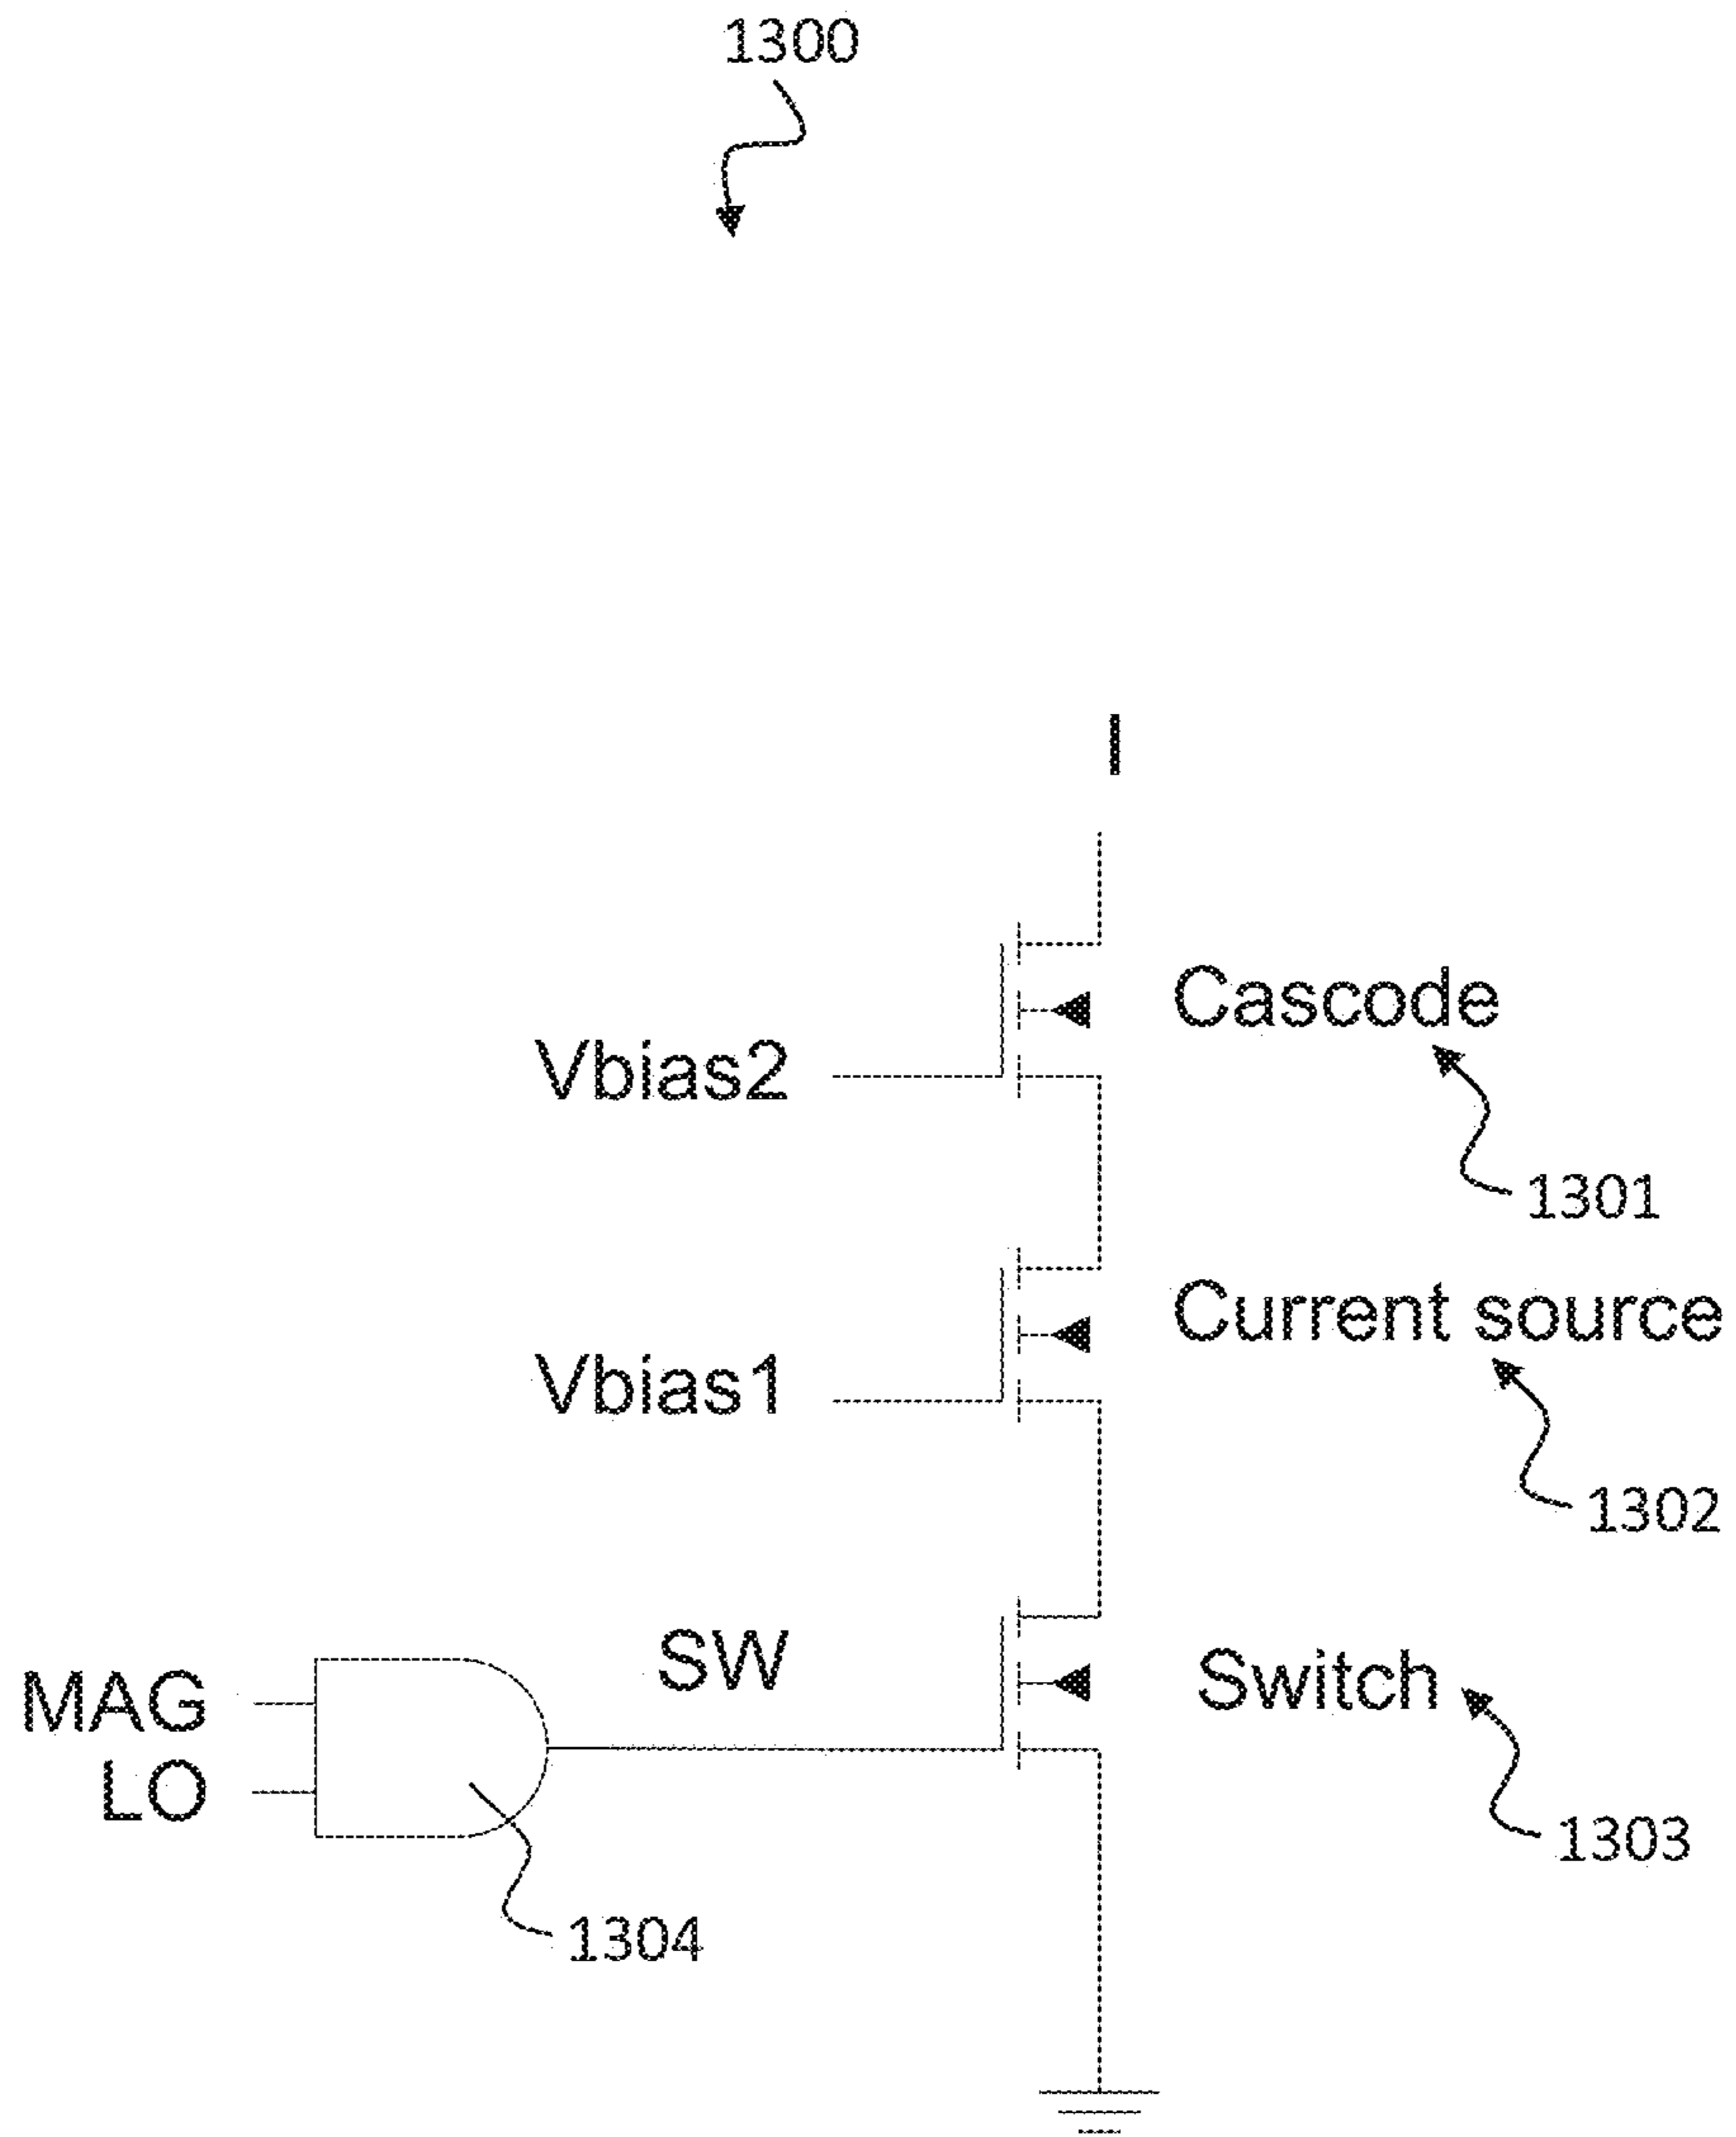 1300
I
Cascode
Vbias2
1301
Current source
Vbias1
1302
SW
Switch
MAG
LO
1303
1304